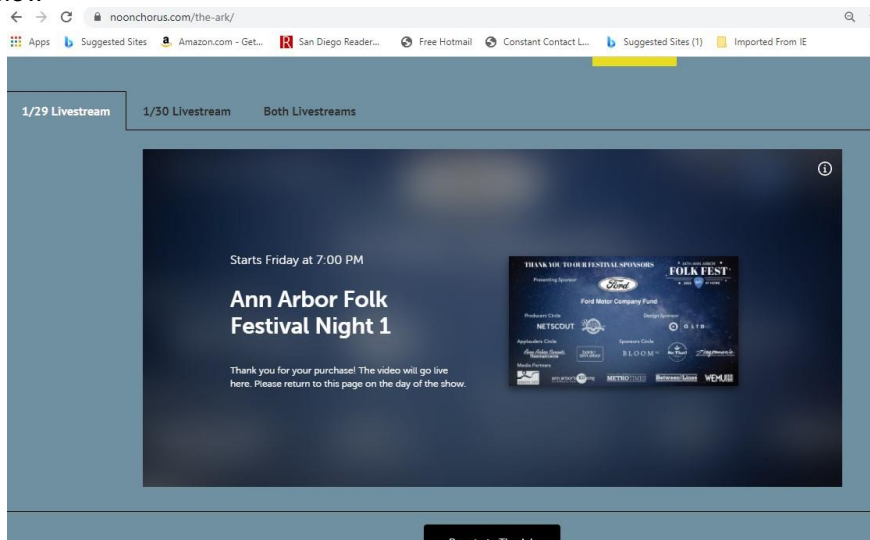 noonchorus.com/the-ark/
Apps Suggested Sites Amazon.com - Get... San Diego Reader... Free Hotmail Constant Contact L... Suggested Sites (1) Imported From IE
1/29 Livestream 1/30 Livestream Both Livestreams
Starts Friday at 7:00 PM
Ann Arbor Folk
Festival Night 1
Thank you for your purchase! The video will go live
here. Please return to this page on the day of the show.
THANK YOU TO OUR FESTIVAL SPONSORS
FOLK FEST
Presenting Sponsor
Ford
Ford Motor Company Fund
Producers Circle Design Sponsor
NETSCOUT Q LTD
Applauders Circle Sponsors Circle
BLOOM
Zingerman's
Media Partners
METROTIMES Between Lines WEMU